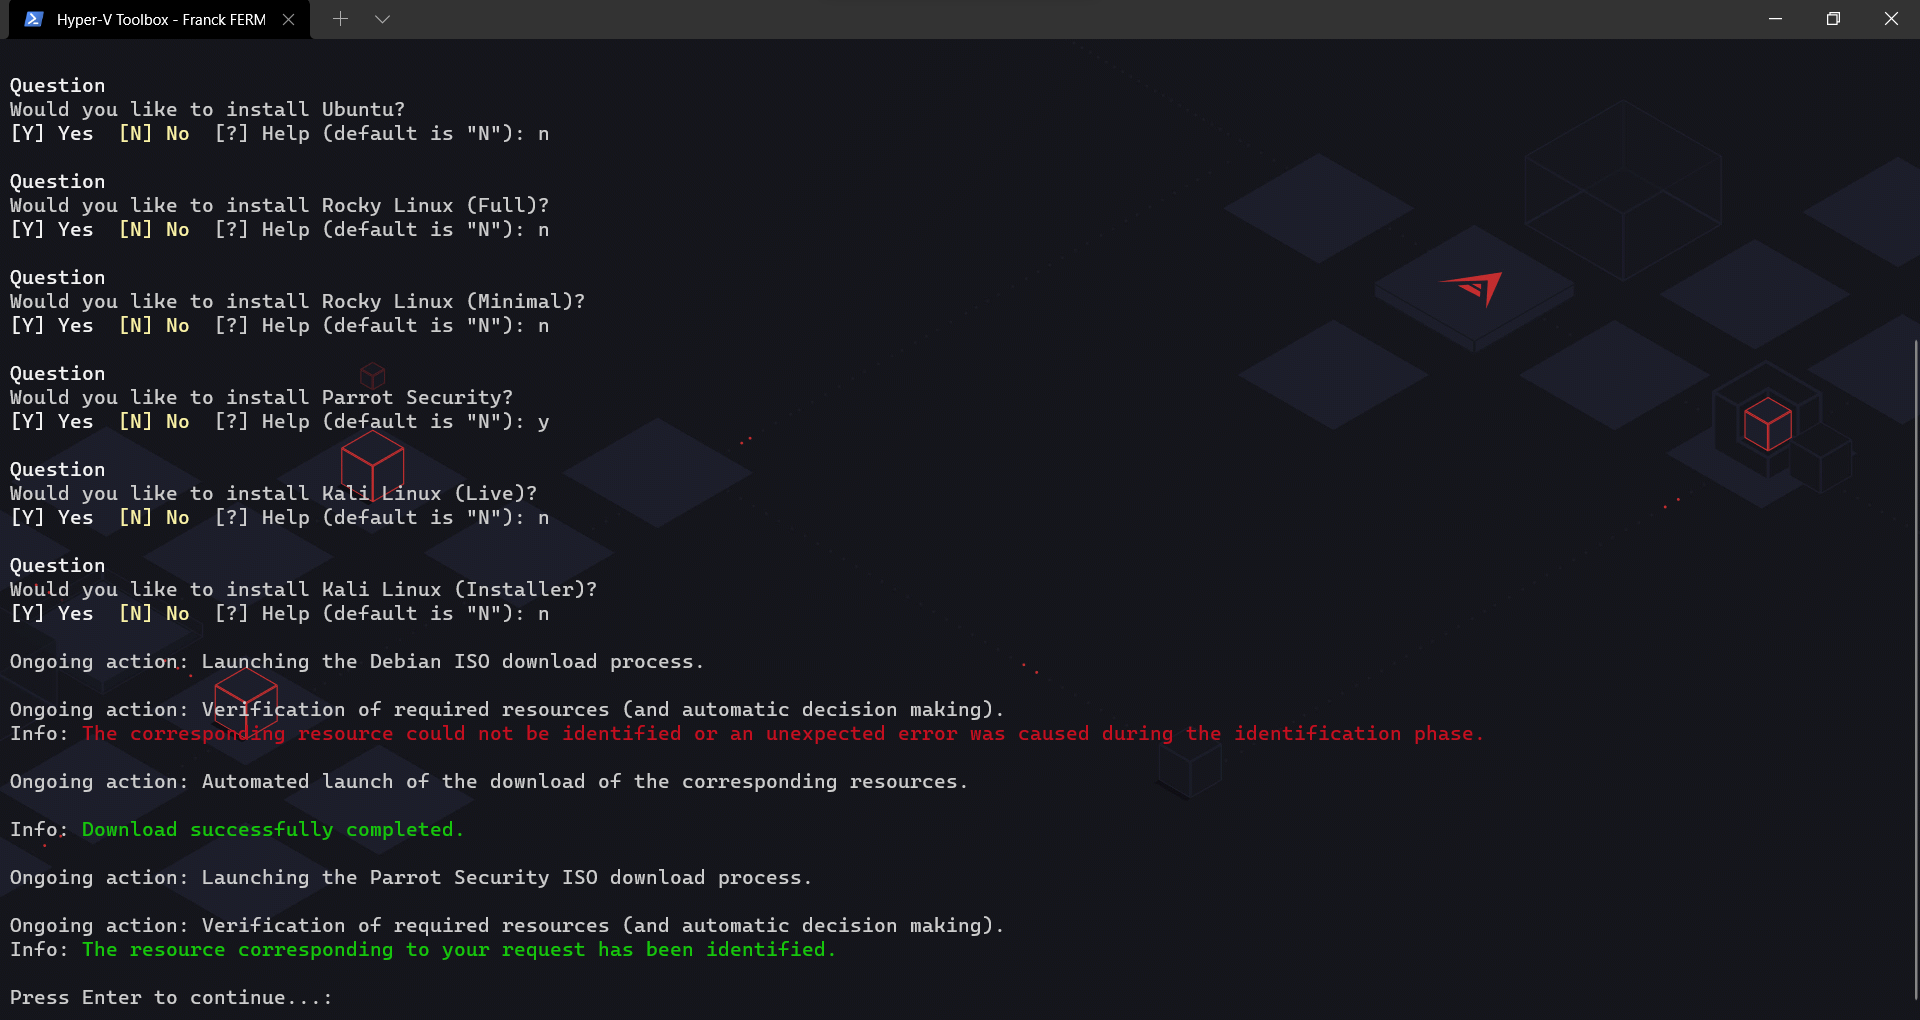 Hyper-V Toolbox - Franck FERM
Question
Would you like to install Ubuntu?
[Y] Yes  [N] No  [?] Help (default is "N"): n
Question
Would you like to install Rocky Linux (Full)?
[Y] Yes  [N] No  [?] Help (default is "N"): n
Question
Would you like to install Rocky Linux (Minimal)?
[Y] Yes  [N] No  [?] Help (default is "N"): n
Question
Would you like to install Parrot Security?
[Y] Yes  [N] No  [?] Help (default is "N"): y
Question
Would you like to install Kali Linux (Live)?
[Y] Yes  [N] No  [?] Help (default is "N"): n
Question
Would you like to install Kali Linux (Installer)?
[Y] Yes  [N] No  [?] Help (default is "N"): n
Ongoing action: Launching the Debian ISO download process.
Ongoing action: Verification of required resources (and automatic decision making).
Info: The corresponding resource could not be identified or an unexpected error was caused during the identification phase.
Ongoing action: Automated launch of the download of the corresponding resources.
Info: Download successfully completed.
Ongoing action: Launching the Parrot Security ISO download process.
Ongoing action: Verification of required resources (and automatic decision making).
Info: The resource corresponding to your request has been identified.
Press Enter to continue...: